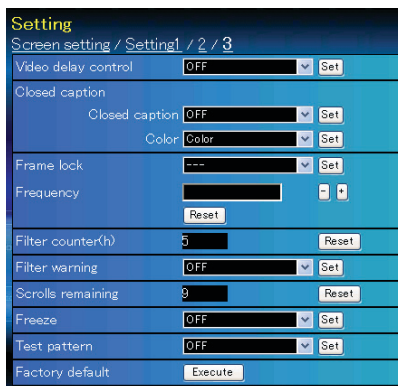 Setting
Screen setting / Setting1 / 2 / 3
Video delay control OFF Set
Closed caption
Closed caption OFF Set
Color Color Set
Frame lock --- Set
Frequency - +
Reset
Filter counter(h) 5 Reset
Filter warning OFF Set
Scrolls remaining 9 Reset
Freeze OFF Set
Test pattern OFF Set
Factory default Execute